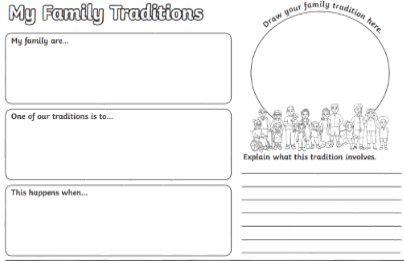 My Family Traditions
My family are...
One of our traditions is to...
This happens when...
Draw your family tradition here.
Explain what this tradition involves.